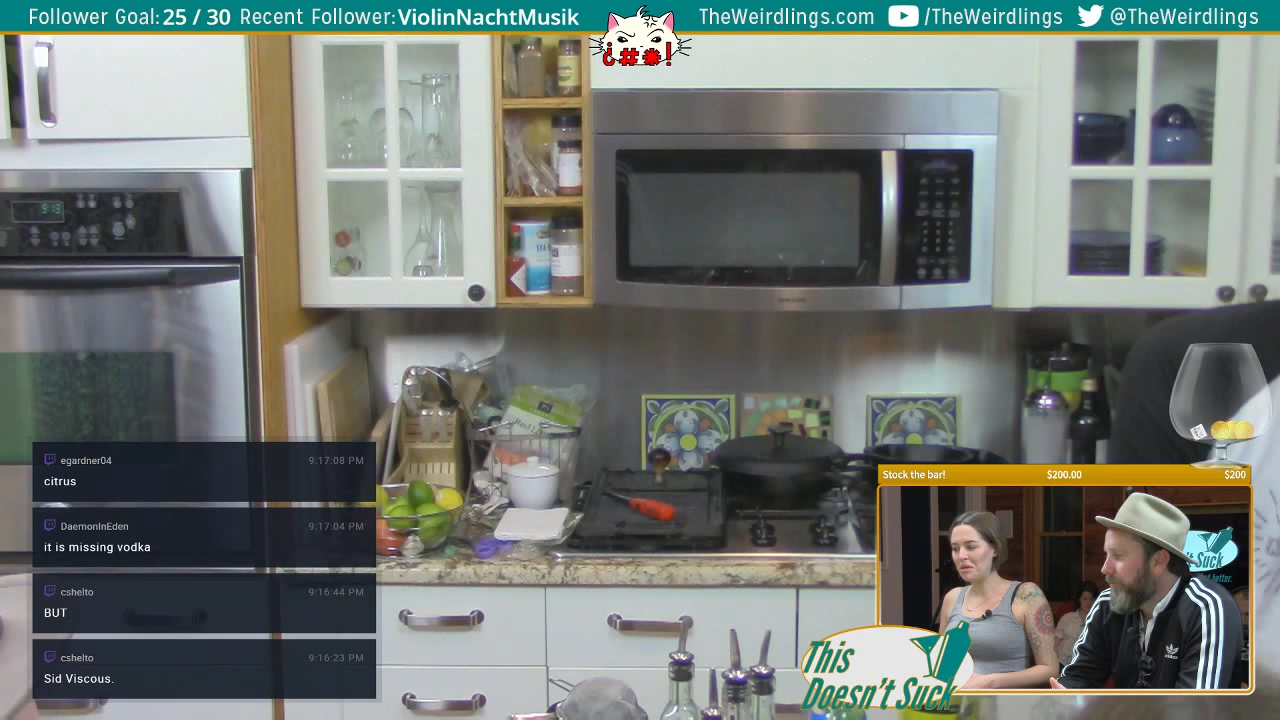 Follower Goal: 25 / 30 Recent Follower: ViolinNachtMusik
TheWeirdlings.com /TheWeirdlings @TheWeirdlings
¿#*!
egardner04 9:17:08 PM
citrus
DaemonInEden 9:17:04 PM
it is missing vodka
cshelto 9:16:44 PM
BUT
cshelto 9:16:23 PM
Sid Viscous.
Stock the bar! $200.00 $200
This
Doesn't Suck
't Suck
adidas